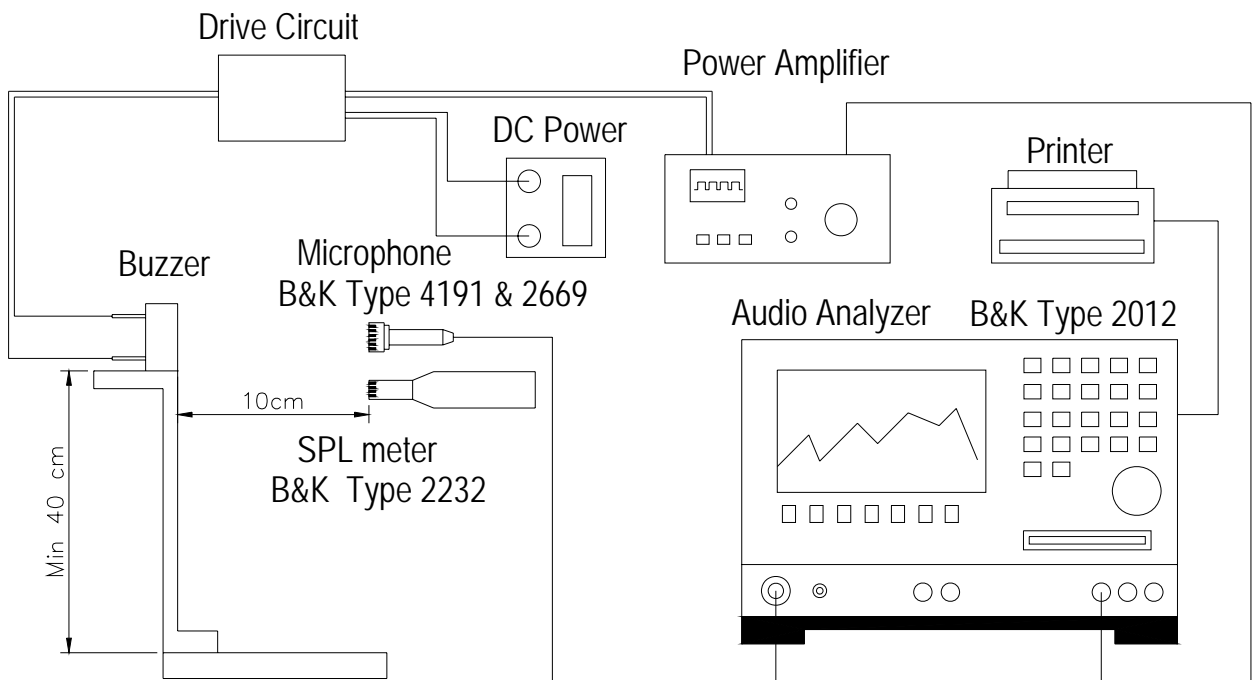 Drive Circuit
Power Amplifier
DC Power
Printer
Buzzer
Microphone
B&K Type 4191 & 2669
Audio Analyzer B&K Type 2012
10cm
SPL meter
B&K Type 2232
Min 40 cm